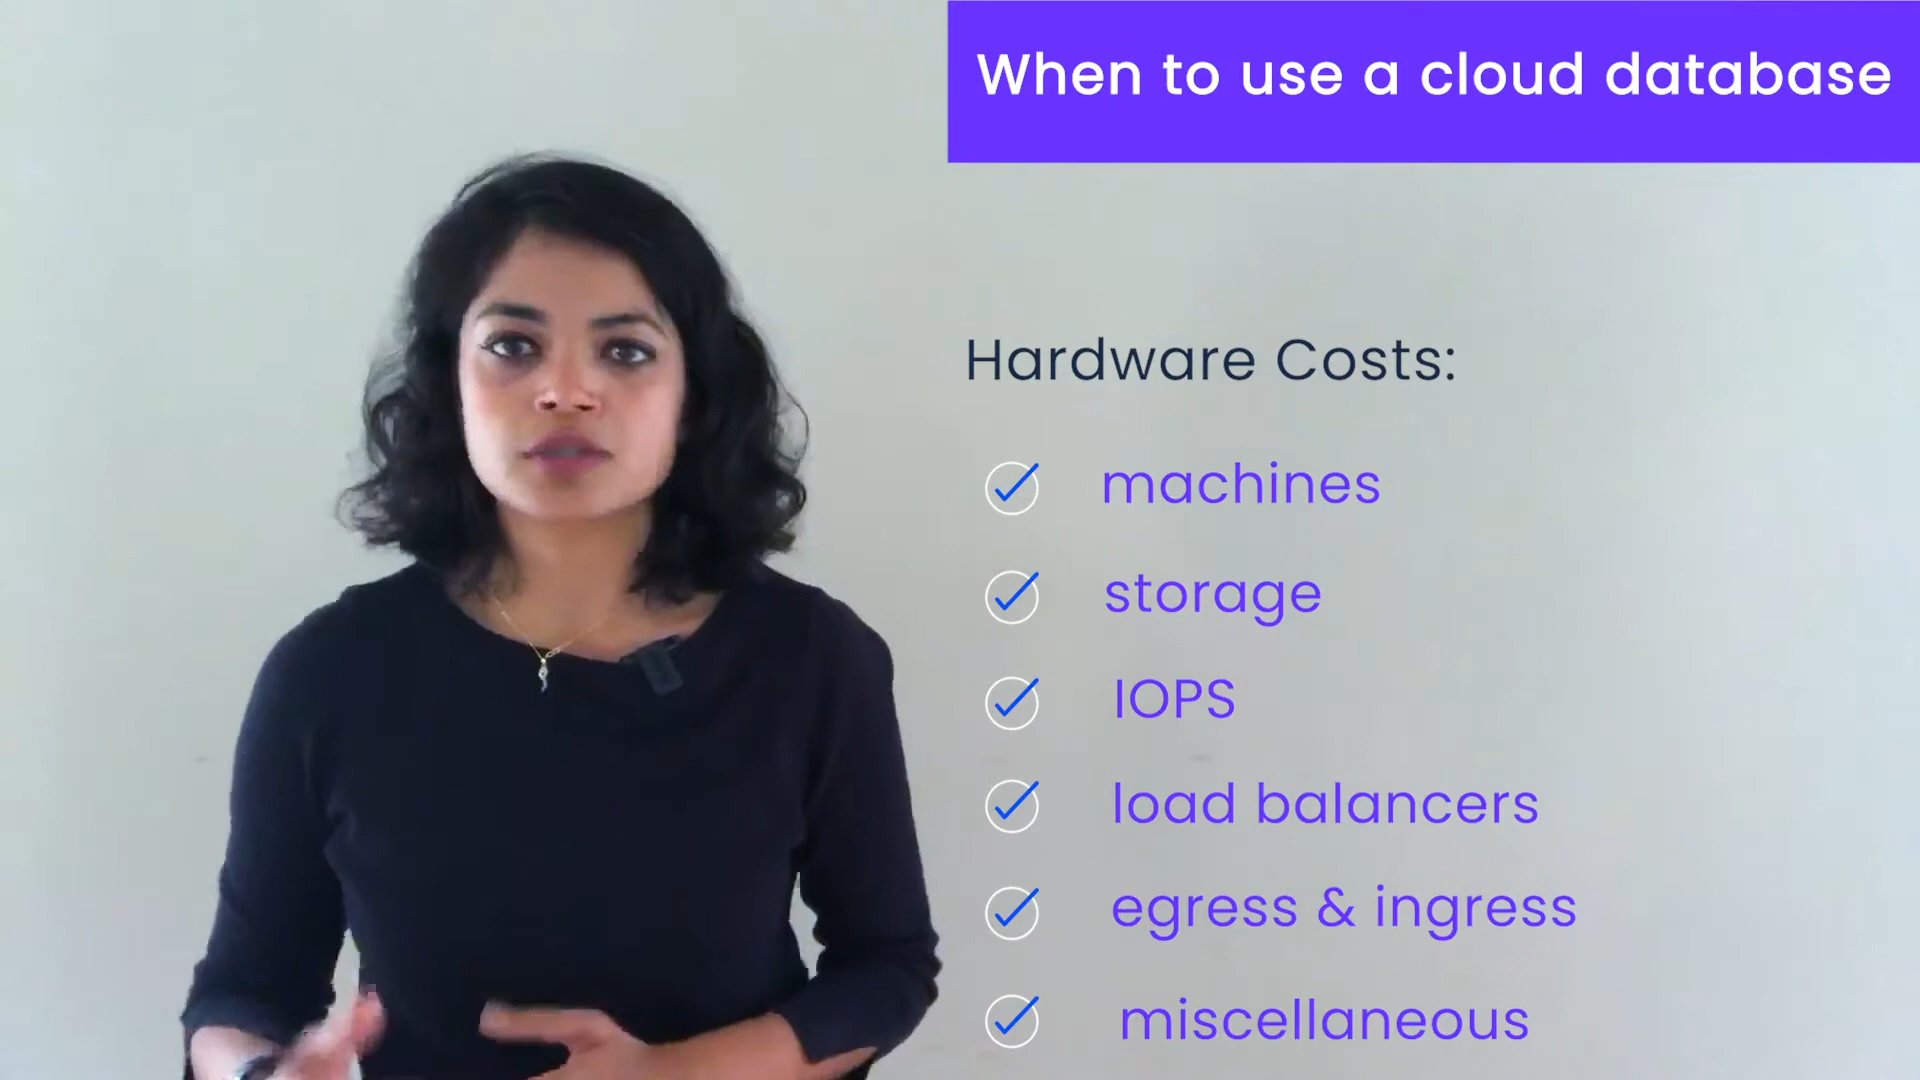 When to use a cloud database
Hardware Costs:
machines
storage
IOPS
load balancers
egress & ingress
miscellaneous